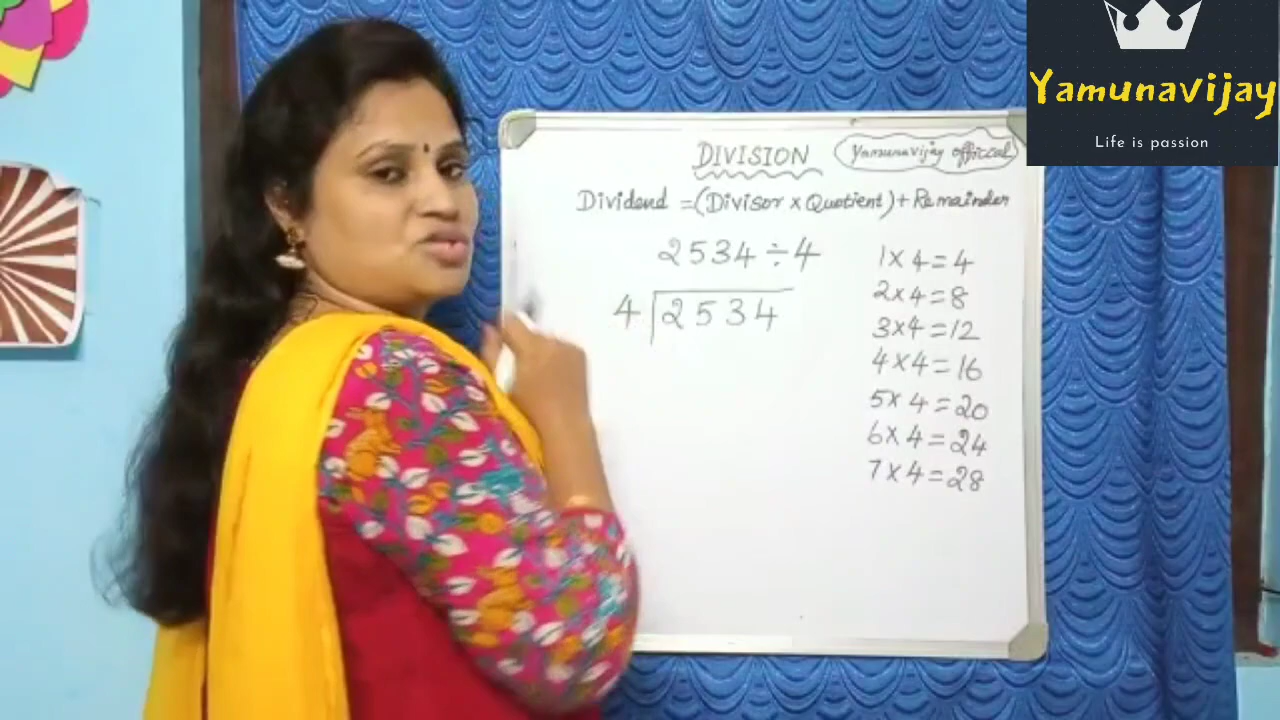 Yamunavijay
Life is passion
DIVISION
Yamunavijay official
Dividend = (Divisor × Quotient) + Remainder
2534 ÷ 4
4 2534
1 × 4 = 4
2 × 4 = 8
3 × 4 = 12
4 × 4 = 16
5 × 4 = 20
6 × 4 = 24
7 × 4 = 28